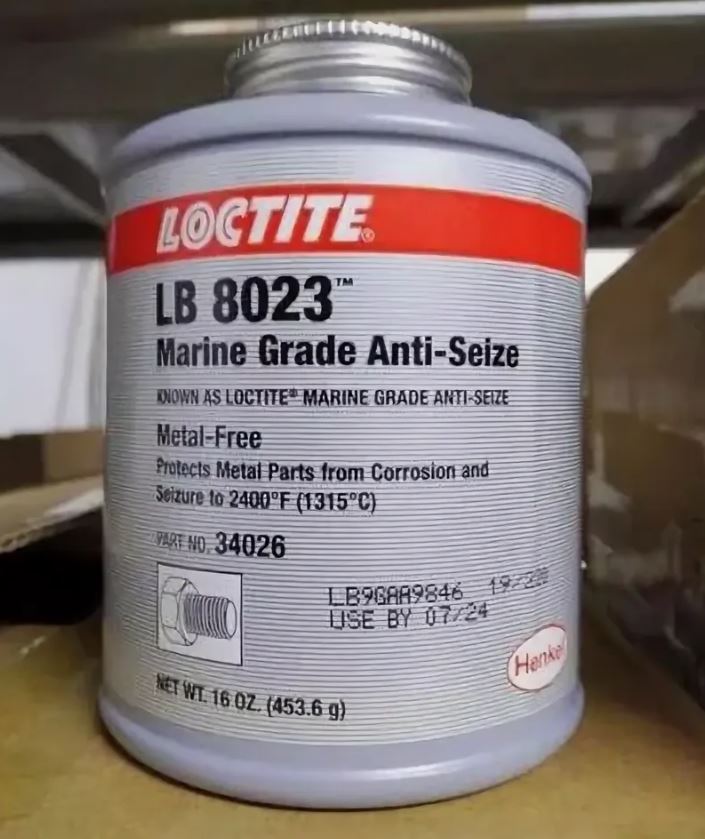 LOCTITE®
LB 8023™
Marine Grade Anti-Seize
KNOWN AS LOCTITE® MARINE GRADE ANTI-SEIZE
Metal-Free
Protects Metal Parts from Corrosion and
Seizure to 2400°F (1315°C)
PART NO. 34026
LB9GAA9846
USE BY 07/24
Henkel
NET WT. 16 OZ. (453.6 g)